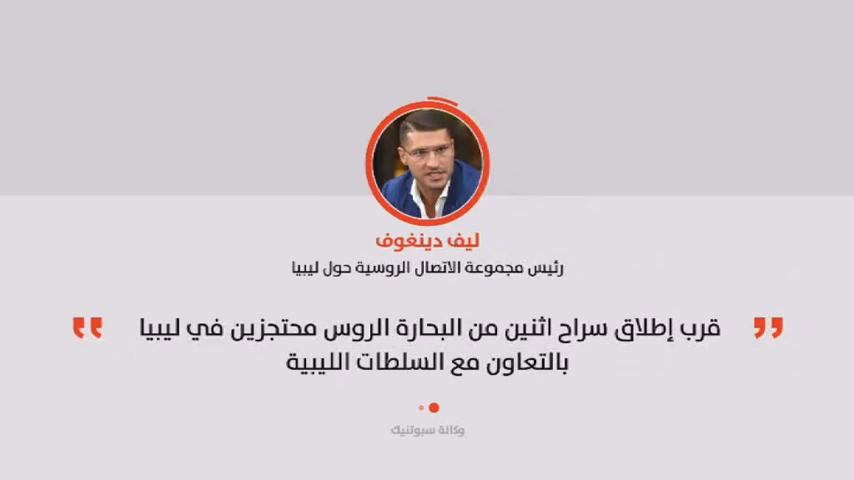 ليف دينغوف
رئيس مجموعة الاتصال الروسية حول ليبيا
قرب إطلاق سراح اثنين من البحارة الروس محتجزين في ليبيا
بالتعاون مع السلطات الليبية
وكالة سبوتنيك